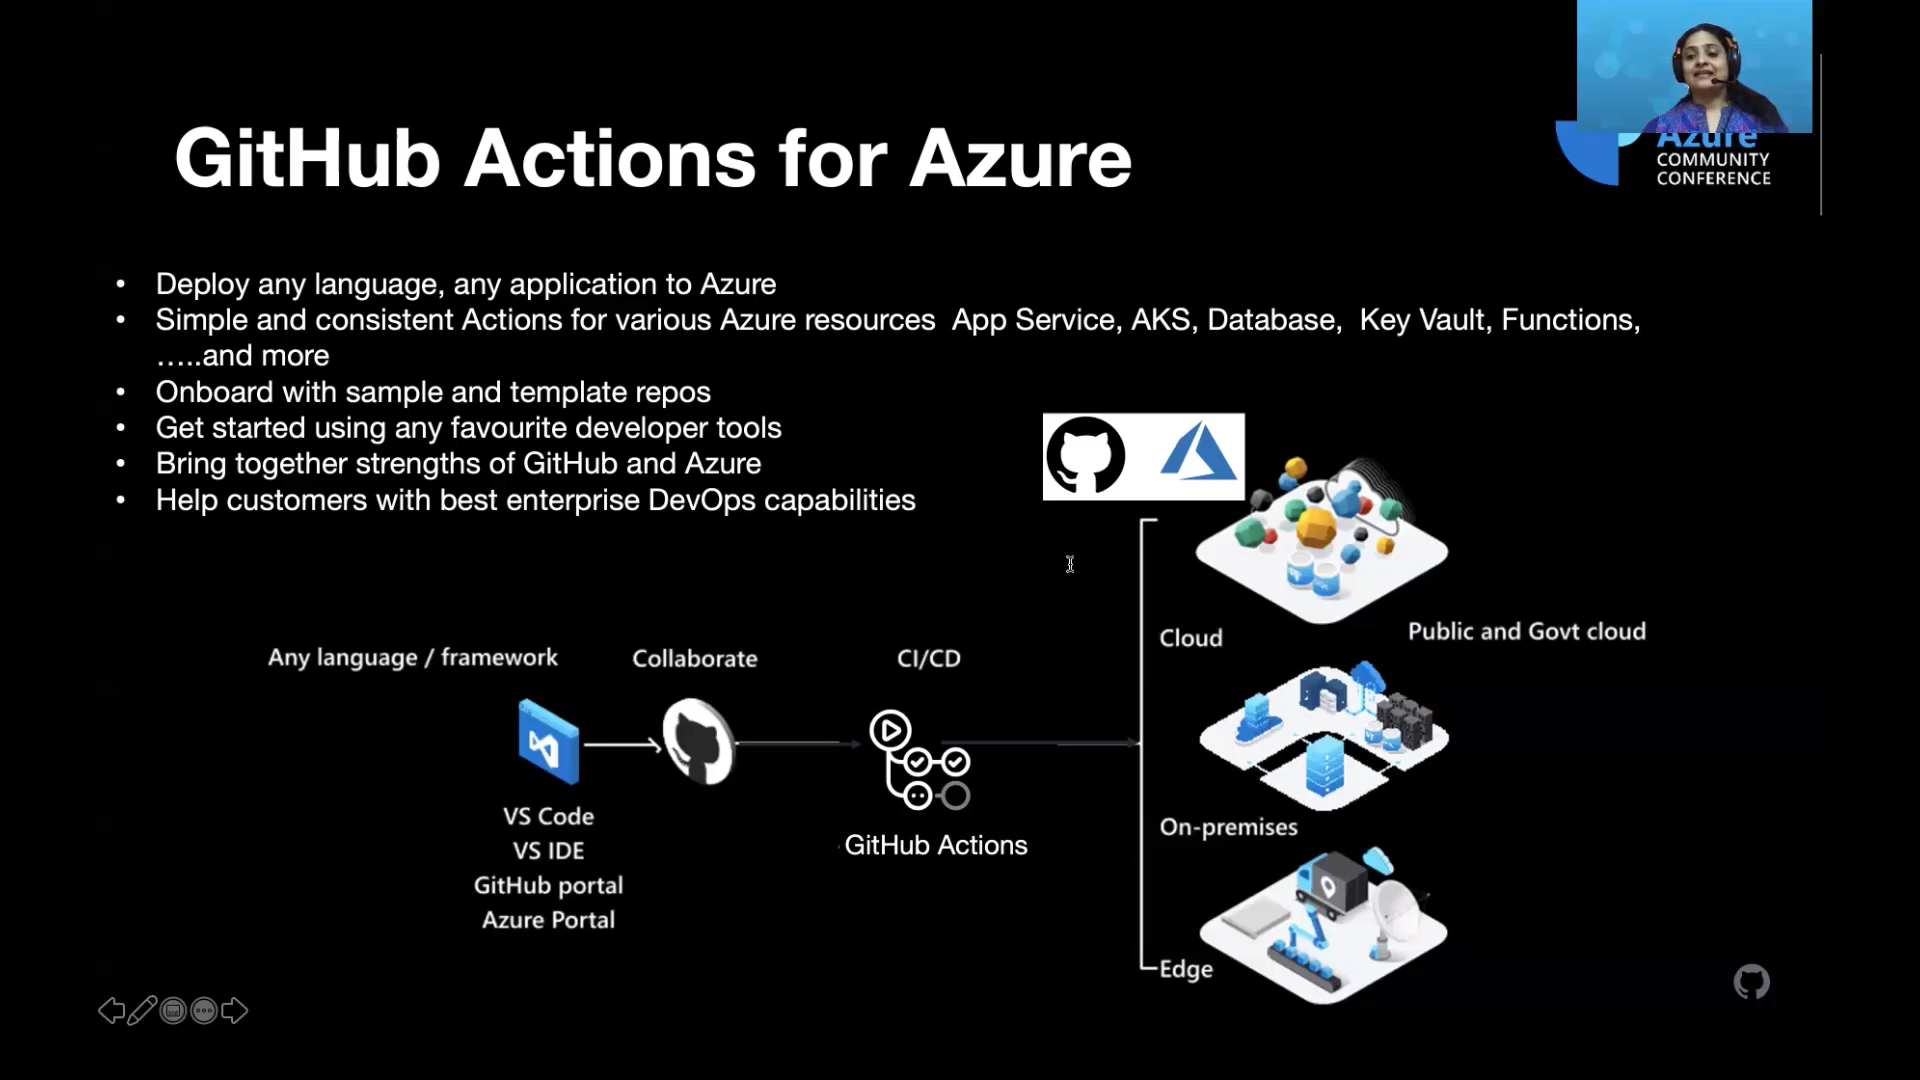 GitHub Actions for Azure
Azure
COMMUNITY
CONFERENCE
• Deploy any language, any application to Azure
• Simple and consistent Actions for various Azure resources  App Service, AKS, Database,  Key Vault, Functions,
…..and more
• Onboard with sample and template repos
• Get started using any favourite developer tools
• Bring together strengths of GitHub and Azure
• Help customers with best enterprise DevOps capabilities
Any language / framework
Collaborate
CI/CD
VS Code
VS IDE
GitHub portal
Azure Portal
GitHub Actions
Cloud
Public and Govt cloud
On-premises
Edge